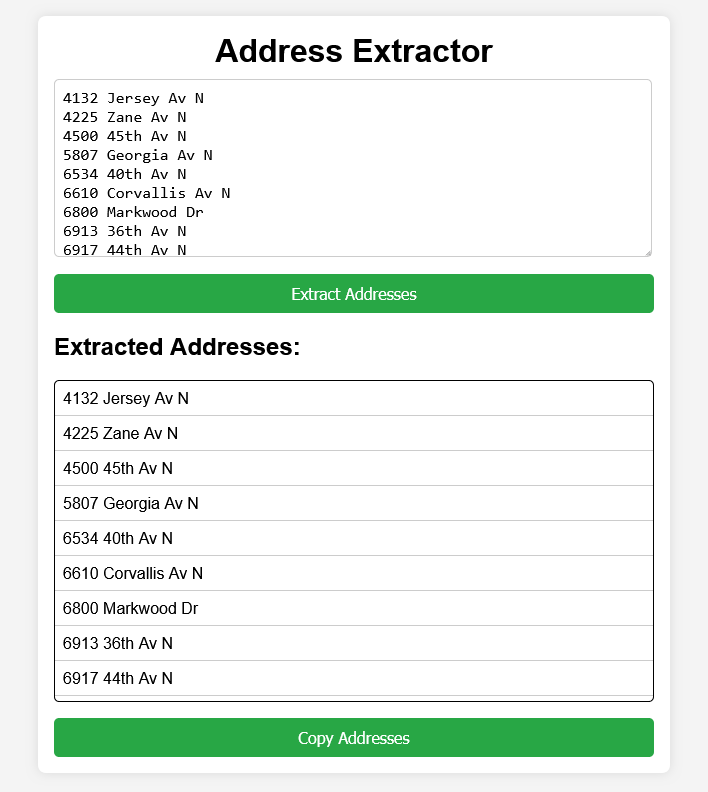 Address Extractor
4132 Jersey Av N
4225 Zane Av N
4500 45th Av N
5807 Georgia Av N
6534 40th Av N
6610 Corvallis Av N
6800 Markwood Dr
6913 36th Av N
6917 44th Av N
Extract Addresses
Extracted Addresses:
4132 Jersey Av N
4225 Zane Av N
4500 45th Av N
5807 Georgia Av N
6534 40th Av N
6610 Corvallis Av N
6800 Markwood Dr
6913 36th Av N
6917 44th Av N
Copy Addresses